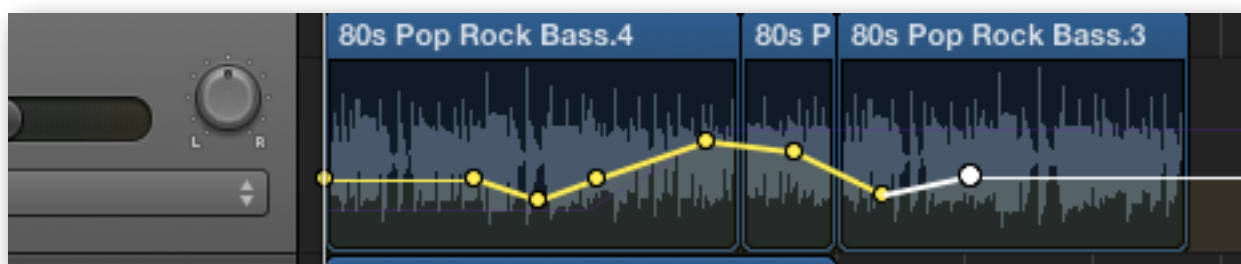 80s Pop Rock Bass.4
80s P
80s Pop Rock Bass.3
L R